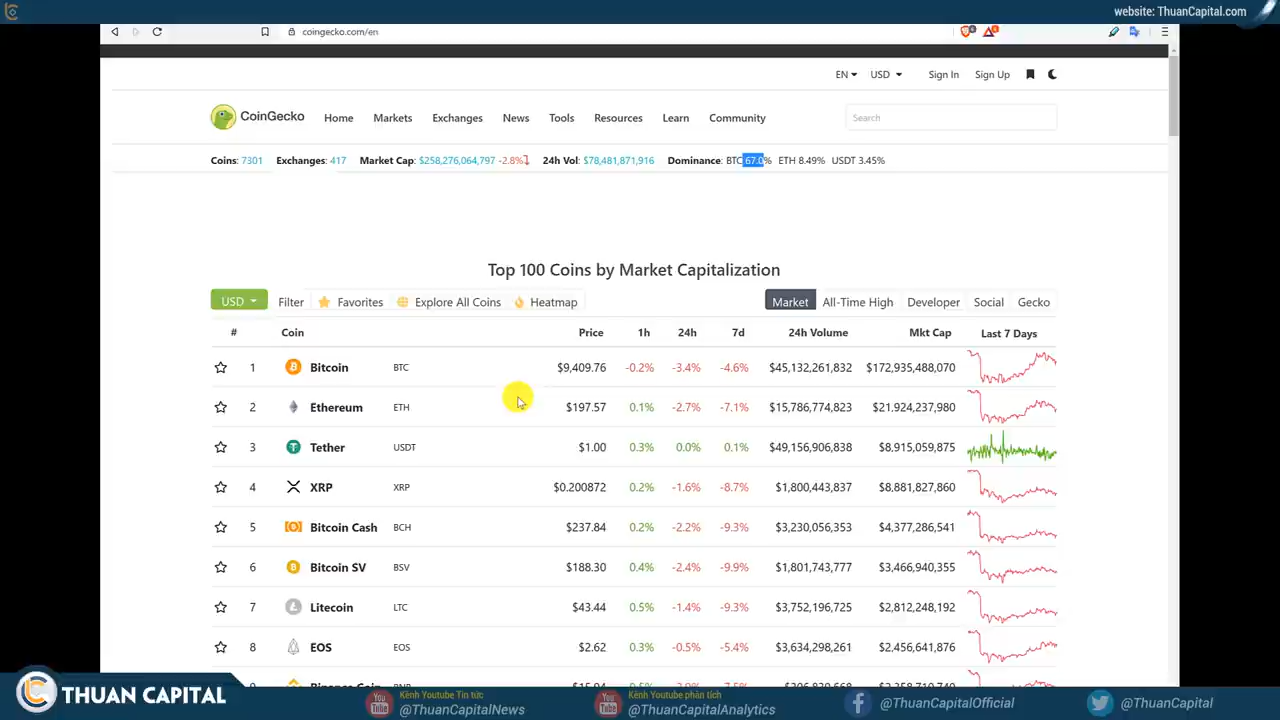 website: ThuanCapital.com
coingecko.com/en
EN USD Sign In Sign Up
CoinGecko Home Markets Exchanges News Tools Resources Learn Community Search
Coins: 7301 Exchanges: 417 Market Cap: $258,276,064,797 -2.8% 24h Vol: $78,481,871,916 Dominance: BTC 67.0% ETH 8.49% USDT 3.45%
Top 100 Coins by Market Capitalization
USD Filter Favorites Explore All Coins Heatmap Market All-Time High Developer Social Gecko
# Coin Price 1h 24h 7d 24h Volume Mkt Cap Last 7 Days
1 Bitcoin BTC $9,409.76 -0.2% -3.4% -4.6% $45,132,261,832 $172,935,488,070
2 Ethereum ETH $197.57 0.1% -2.7% -7.1% $15,786,774,823 $21,924,237,980
3 Tether USDT $1.00 0.3% 0.0% 0.1% $49,156,906,838 $8,915,059,875
4 XRP XRP $0.200872 0.2% -1.6% -8.7% $1,800,443,837 $8,881,827,860
5 Bitcoin Cash BCH $237.84 0.2% -2.2% -9.3% $3,230,056,353 $4,377,286,541
6 Bitcoin SV BSV $188.30 0.4% -2.4% -9.9% $1,801,743,777 $3,466,940,355
7 Litecoin LTC $43.44 0.5% -1.4% -9.3% $3,752,196,725 $2,812,248,192
8 EOS EOS $2.62 0.3% -0.5% -5.4% $3,634,298,261 $2,456,641,876
THUAN CAPITAL
Kênh Youtube Tin tức
@ThuanCapitalNews
Kênh Youtube phân tích
@ThuanCapitalAnalytics
@ThuanCapitalOfficial
@ThuanCapital